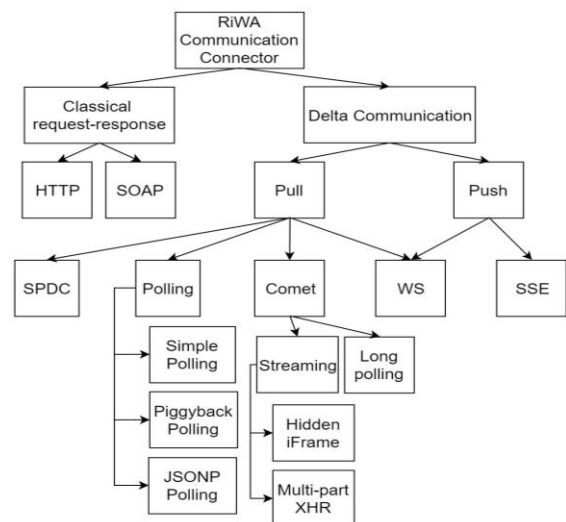 RiWA
Communication
Connector
Classical
request-response
Delta Communication
HTTP
SOAP
Pull
Push
SPDC
Polling
Comet
WS
SSE
Simple
Polling
Streaming
Long
polling
Piggyback
Polling
Hidden
iFrame
JSONP
Polling
Multi-part
XHR